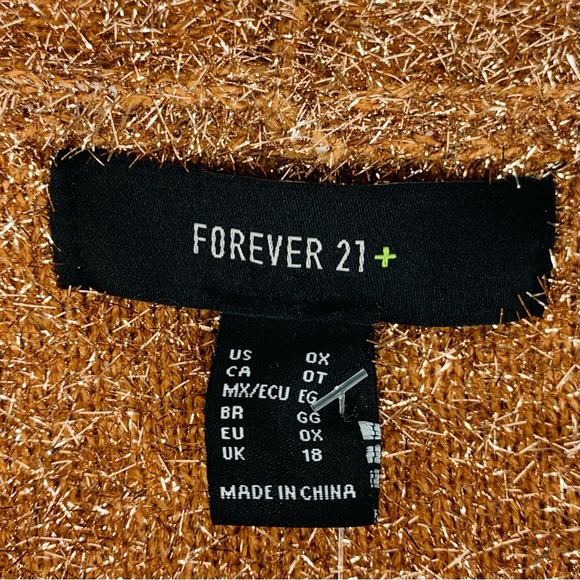 FOREVER 21+
US 0X
CA 0T
MX/ECU EG
BR GG
EU 0X
UK 18
MADE IN CHINA